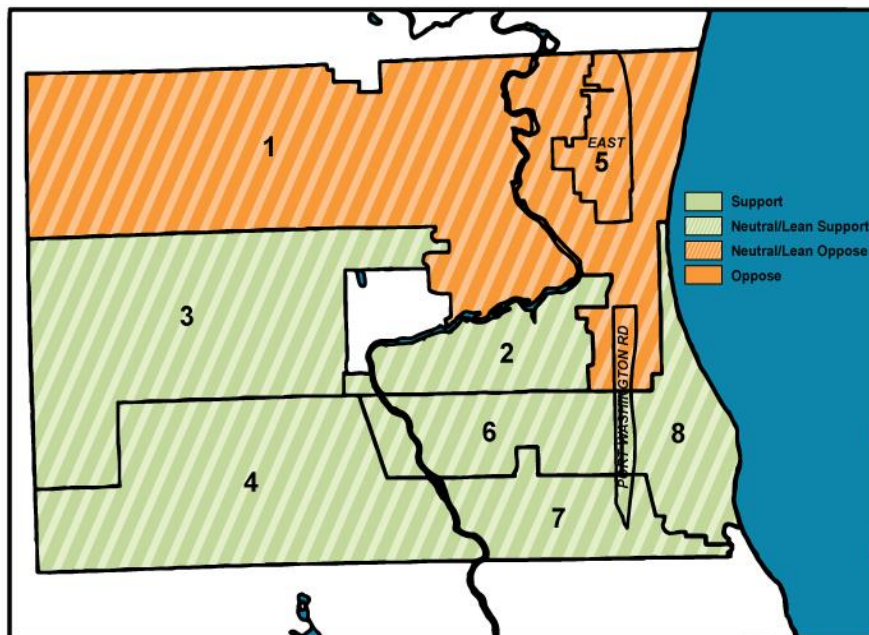 1
EAST
5
Support
Neutral/Lean Support
Neutral/Lean Oppose
Oppose
3
2
PORT WASHINGTON RD
6
8
4
7